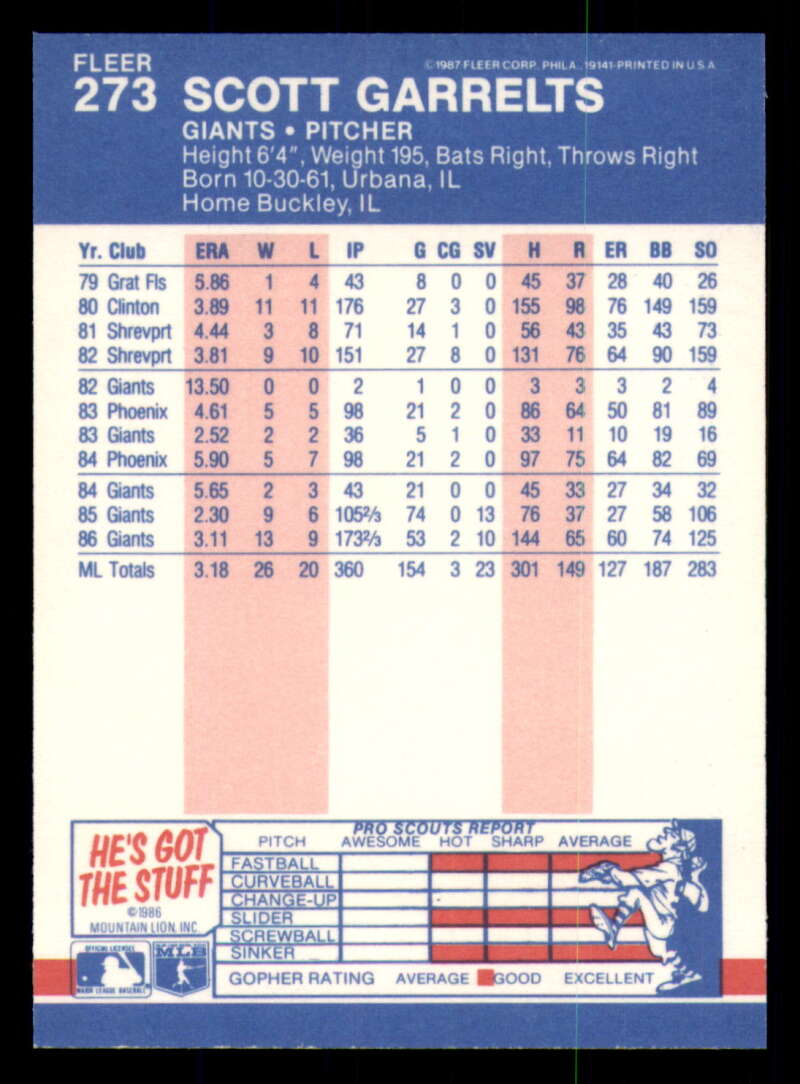 FLEER
©1987 FLEER CORP. PHILA., 19141-PRINTED IN U.S.A.
273 SCOTT GARRELTS
GIANTS • PITCHER
Height 6'4", Weight 195, Bats Right, Throws Right
Born 10-30-61, Urbana, IL
Home Buckley, IL
Yr. Club ERA W L IP G CG SV H R ER BB SO
79 Grat Fls 5.86 1 4 43 8 0 0 45 37 28 40 26
80 Clinton 3.89 11 11 176 27 3 0 155 98 76 149 159
81 Shrevprt 4.44 3 8 71 14 1 0 56 43 35 43 73
82 Shrevprt 3.81 9 10 151 27 8 0 131 76 64 90 159
82 Giants 13.50 0 0 2 1 0 0 3 3 3 2 4
83 Phoenix 4.61 5 5 98 21 2 0 86 64 50 81 89
83 Giants 2.52 2 2 36 5 1 0 33 11 10 19 16
84 Phoenix 5.90 5 7 98 21 2 0 97 75 64 82 69
84 Giants 5.65 2 3 43 21 0 0 45 33 27 34 32
85 Giants 2.30 9 6 105⅔ 74 0 13 76 37 27 58 106
86 Giants 3.11 13 9 173⅔ 53 2 10 144 65 60 74 125
ML Totals 3.18 26 20 360 154 3 23 301 149 127 187 283
HE'S GOT
THE STUFF
©1986
MOUNTAIN LION, INC.
OFFICIAL LICENSEE
MAJOR LEAGUE BASEBALL
MLB
PRO SCOUTS REPORT
PITCH AWESOME HOT SHARP AVERAGE
FASTBALL
CURVEBALL
CHANGE-UP
SLIDER
SCREWBALL
SINKER
GOPHER RATING AVERAGE GOOD EXCELLENT